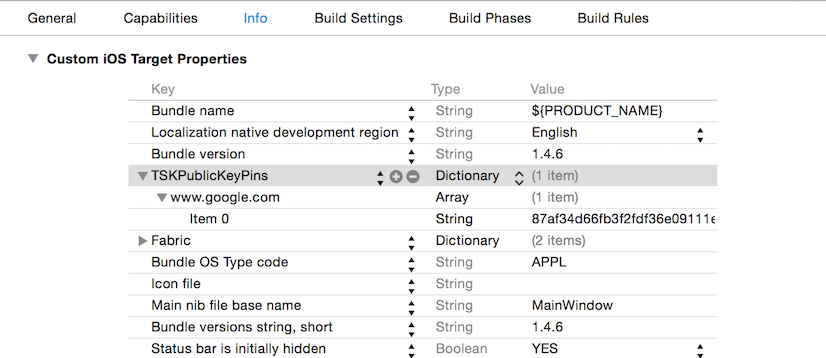 General Capabilities Info Build Settings Build Phases Build Rules
Custom iOS Target Properties
Key Type Value
Bundle name String ${PRODUCT_NAME}
Localization native development region String English
Bundle version String 1.4.6
TSKPublicKeyPins Dictionary (1 item)
www.google.com Array (1 item)
Item 0 String 87af34d66fb3f2fdf36e09111e
Fabric Dictionary (2 items)
Bundle OS Type code String APPL
Icon file String
Main nib file base name String MainWindow
Bundle versions string, short String 1.4.6
Status bar is initially hidden Boolean YES